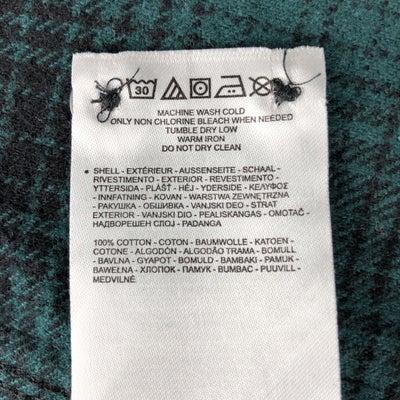 30
MACHINE WASH COLD
ONLY NON CHLORINE BLEACH WHEN NEEDED
TUMBLE DRY LOW
WARM IRON
DO NOT DRY CLEAN
• SHELL - EXTÉRIEUR - AUSSENSEITE - SCHAAL -
RIVESTIMENTO - EXTERIOR - REVESTIMENTO -
YTTERSIDA - PLÁŠŤ - HÉJ - YDERSIDE - ΚΕΛΥΦΟΣ
- INNFATNING - KOVAN - WARSTWA ZEWNĘTRZNA
- РАКУШКА - ОБШИВКА - VANJSKI DEO - STRAT
EXTERIOR - VANJSKI DIO - PEALISKANGAS - ОМОТАЧ -
НАДВОРЕШЕН СЛОЈ - PADANGA
100% COTTON - COTON - BAUMWOLLE - KATOEN -
COTONE - ALGODÓN - ALGODÃO TRAMA - BOMULL
- BAVLNA - GYAPOT - BOMULD - BAMBAKI - PAMUK -
BAWEŁNA - ХЛОПОК - ПАМУК - BUMBAC - PUUVILL -
MEDVILNĖ